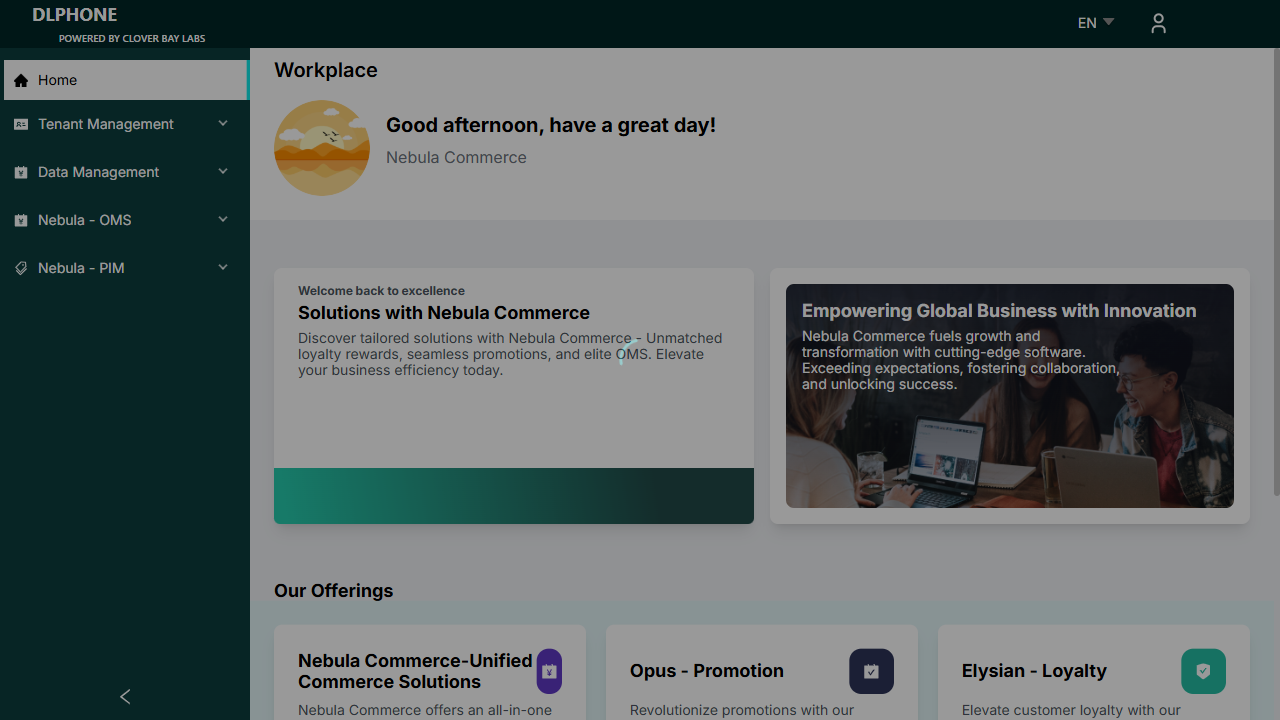 DLPHONE
POWERED BY CLOVER BAY LABS
EN
Home
Tenant Management
Data Management
Nebula - OMS
Nebula - PIM
Workplace
Good afternoon, have a great day!
Nebula Commerce
Welcome back to excellence
Solutions with Nebula Commerce
Discover tailored solutions with Nebula Commerce - Unmatched
loyalty rewards, seamless promotions, and elite OMS. Elevate
your business efficiency today.
Empowering Global Business with Innovation
Nebula Commerce fuels growth and
transformation with cutting-edge software.
Exceeding expectations, fostering collaboration,
and unlocking success.
Our Offerings
Nebula Commerce-Unified
Commerce Solutions
Nebula Commerce offers an all-in-one
Opus - Promotion
Revolutionize promotions with our
Elysian - Loyalty
Elevate customer loyalty with our